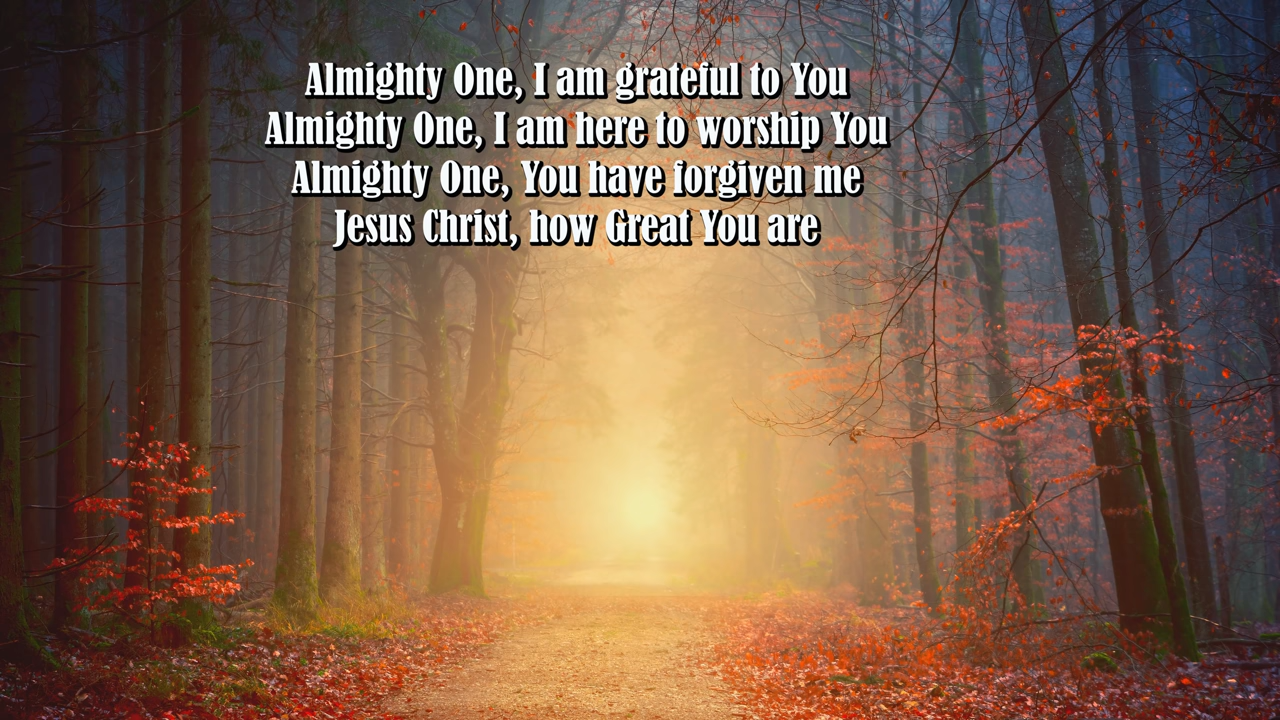 Almighty One, I am grateful to You
Almighty One, I am here to worship You
Almighty One, You have forgiven me
Jesus Christ, how Great You are